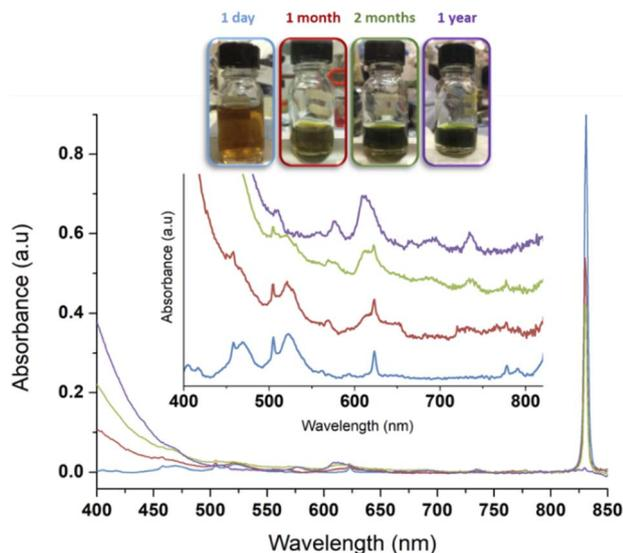 1 day 1 month 2 months 1 year
0.8
0.6
0.4
0.2
0.0
Absorbance (a.u)
400 450 500 550 600 650 700 750 800 850
Wavelength (nm)
Absorbance (a.u)
400 500 600 700 800
Wavelength (nm)